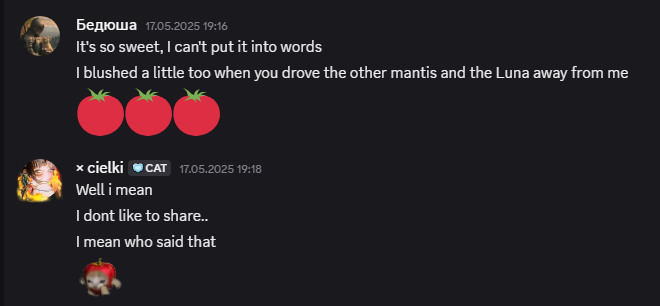 Бедюша 17.05.2025 19:16
It's so sweet, I can't put it into words
I blushed a little too when you drove the other mantis and the Luna away from me
× cielki CAT 17.05.2025 19:18
Well i mean
I dont like to share..
I mean who said that